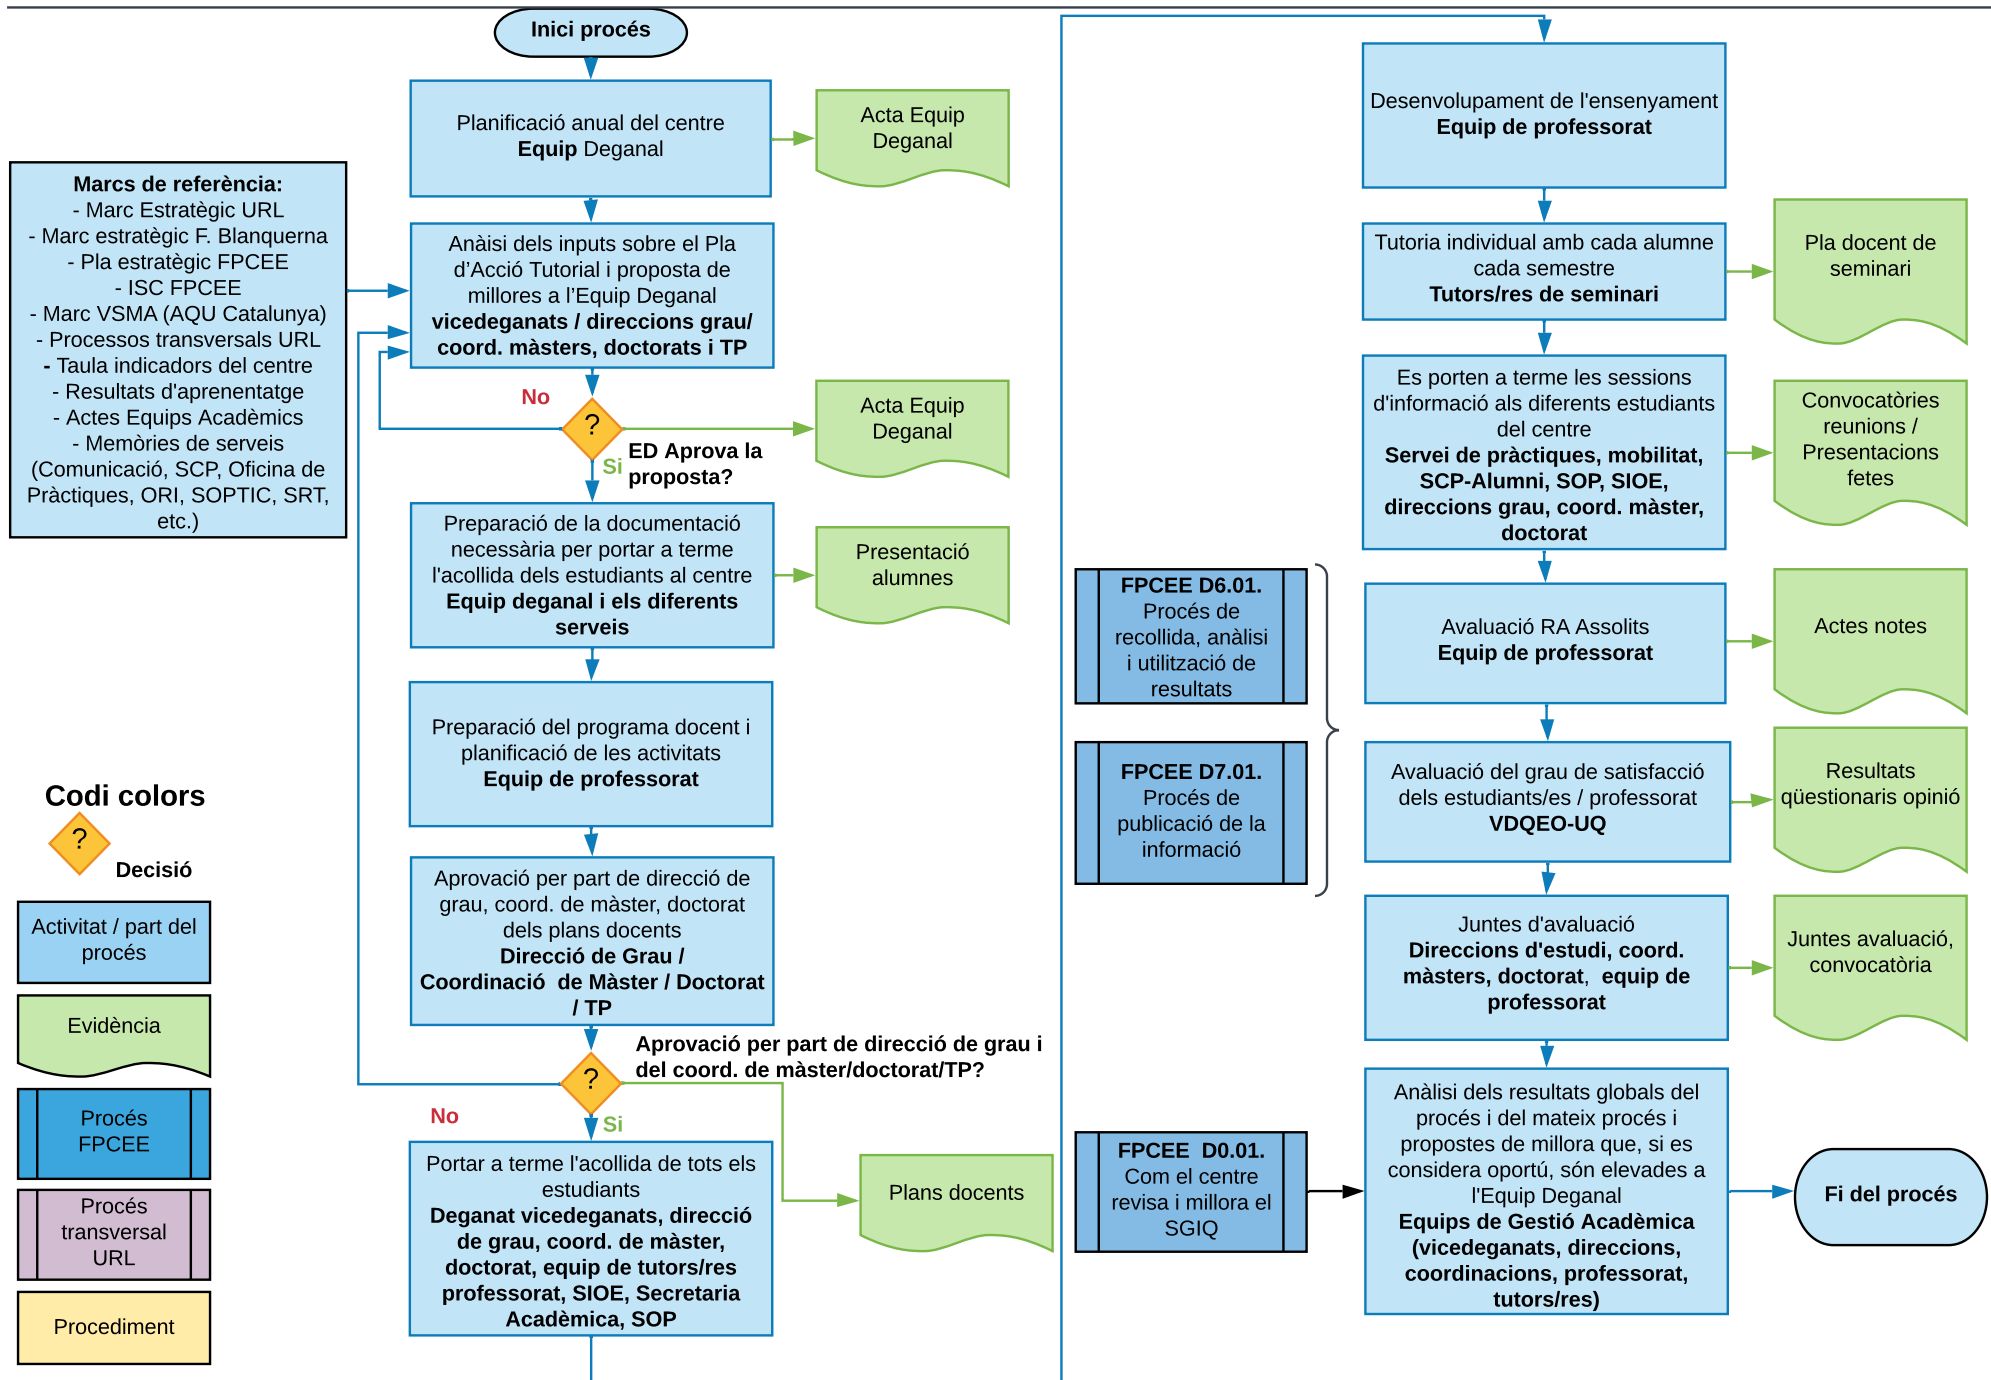 Inici procés
Planificació anual del centre
Equip Deganal
Acta Equip
Deganal
Marcs de referència:
- Marc Estratègic URL
- Marc estratègic F. Blanquerna
- Pla estratègic FPCEE
- ISC FPCEE
- Marc VSMA (AQU Catalunya)
- Processos transversals URL
- Taula indicadors del centre
- Resultats d'aprenentatge
- Actes Equips Acadèmics
- Memòries de serveis
(Comunicació, SCP, Oficina de
Pràctiques, ORI, SOPTIC, SRT,
etc.)
Anàisi dels inputs sobre el Pla
d’Acció Tutorial i proposta de
millores a l’Equip Deganal
vicedeganats / direccions grau/
coord. màsters, doctorats i TP
No
?
Si
ED Aprova la
proposta?
Acta Equip
Deganal
Preparació de la documentació
necessària per portar a terme
l'acollida dels estudiants al centre
Equip deganal i els diferents
serveis
Presentació
alumnes
Preparació del programa docent i
planificació de les activitats
Equip de professorat
Aprovació per part de direcció de
grau, coord. de màster, doctorat
dels plans docents
Direcció de Grau /
Coordinació  de Màster / Doctorat
/ TP
Aprovació per part de direcció de grau i
del coord. de màster/doctorat/TP?
?
No
Si
Plans docents
Portar a terme l'acollida de tots els
estudiants
Deganat vicedeganats, direcció
de grau, coord. de màster,
doctorat, equip de tutors/res
professorat, SIOE, Secretaria
Acadèmica, SOP
Codi colors
?
Decisió
Activitat / part del
procés
Evidència
Procés
FPCEE
Procés
transversal
URL
Procediment
Desenvolupament de l'ensenyament
Equip de professorat
Tutoria individual amb cada alumne
cada semestre
Tutors/res de seminari
Pla docent de
seminari
Es porten a terme les sessions
d'informació als diferents estudiants
del centre
Servei de pràctiques, mobilitat,
SCP-Alumni, SOP, SIOE,
direccions grau, coord. màster,
doctorat
Convocatòries
reunions /
Presentacions
fetes
FPCEE D6.01.
Procés de
recollida, anàlisi
i utilització de
resultats
FPCEE D7.01.
Procés de
publicació de la
informació
Avaluació RA Assolits
Equip de professorat
Actes notes
Avaluació del grau de satisfacció
dels estudiants/es / professorat
VDQEO-UQ
Resultats
qüestionaris opinió
Juntes d'avaluació
Direccions d'estudi, coord.
màsters, doctorat,  equip de
professorat
Juntes avaluació,
convocatòria
FPCEE  D0.01.
Com el centre
revisa i millora el
SGIQ
Anàlisi dels resultats globals del
procés i del mateix procés i
propostes de millora que, si es
considera oportú, són elevades a
l'Equip Deganal
Equips de Gestió Acadèmica
(vicedeganats, direccions,
coordinacions, professorat,
tutors/res)
Fi del procés